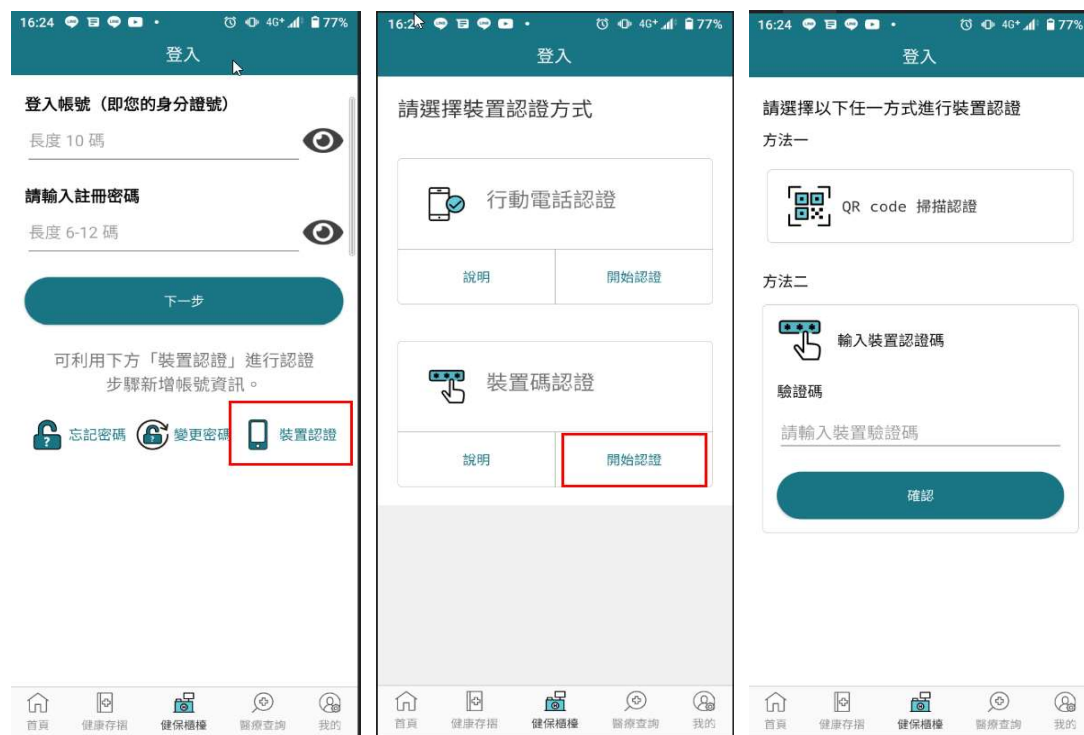 16:24
4G+
77%
登入
登入帳號（即您的身分證號）
長度 10 碼
請輸入註冊密碼
長度 6-12 碼
下一步
可利用下方「裝置認證」進行認證
步驟新增帳號資訊。
忘記密碼
變更密碼
裝置認證
首頁
健康存摺
健保櫃檯
醫療查詢
我的
4G+
77%
登入
請選擇裝置認證方式
行動電話認證
說明
開始認證
裝置碼認證
說明
開始認證
首頁
健康存摺
健保櫃檯
醫療查詢
我的
16:24
4G+
77%
登入
請選擇以下任一方式進行裝置認證
方法一
QR code 掃描認證
方法二
輸入裝置認證碼
驗證碼
請輸入裝置驗證碼
確認
首頁
健康存摺
健保櫃檯
醫療查詢
我的